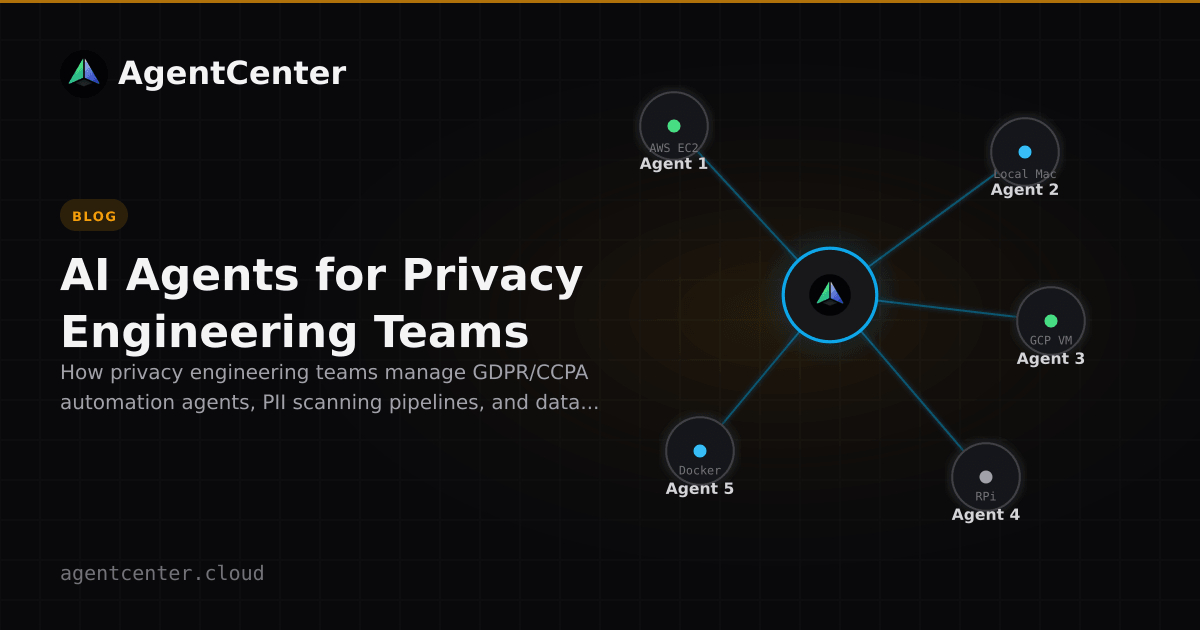 AgentCenter
BLOG
AI Agents for Privacy
Engineering Teams
How privacy engineering teams manage GDPR/CCPA
automation agents, PII scanning pipelines, and data...
agentcenter.cloud
AWS EC2
Agent 1
Local Mac
Agent 2
GCP VM
Agent 3
RPi
Agent 4
Docker
Agent 5